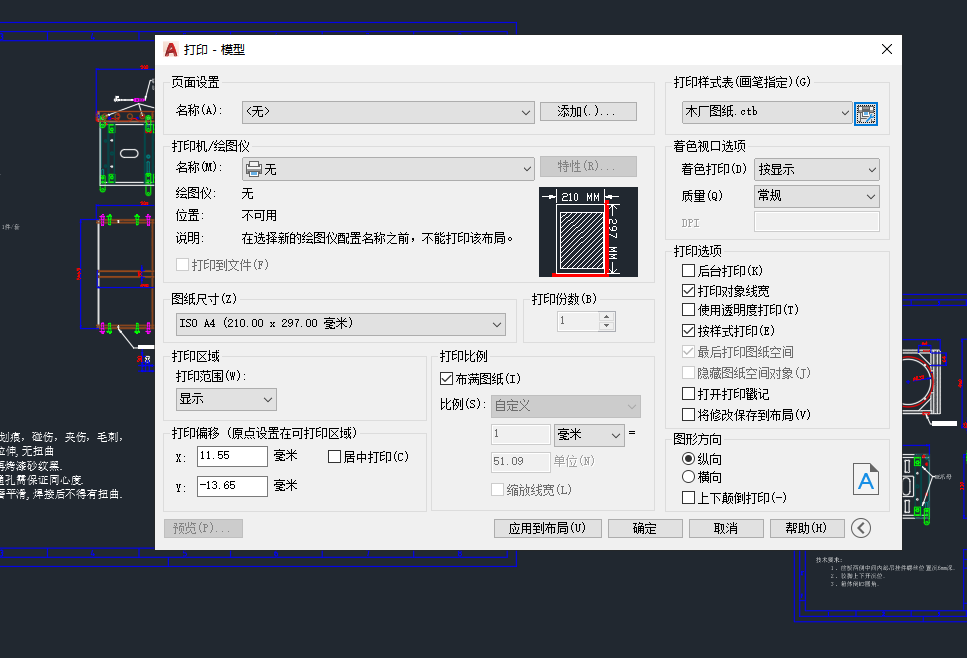 打印 - 模型
页面设置
名称(A):
<无>
添加(.)...
打印机/绘图仪
名称(M):
无
特性(R)...
绘图仪:
无
位置:
不可用
说明:
在选择新的绘图仪配置名称之前，不能打印该布局。
打印到文件(F)
210 MM
297 MM
图纸尺寸(Z)
ISO A4 (210.00 x 297.00 毫米)
打印份数(B)
1
打印区域
打印范围(W):
显示
打印比例
布满图纸(I)
比例(S):
自定义
1
毫米
=
51.09
单位(N)
缩放线宽(L)
打印偏移 (原点设置在可打印区域)
X:
11.55
毫米
居中打印(C)
Y:
-13.65
毫米
预览(P)...
打印样式表(画笔指定)(G)
木厂图纸.ctb
着色视口选项
着色打印(D)
按显示
质量(Q)
常规
DPI
打印选项
后台打印(K)
打印对象线宽
使用透明度打印(T)
按样式打印(E)
最后打印图纸空间
隐藏图纸空间对象(J)
打开打印戳记
将修改保存到布局(V)
图形方向
纵向
横向
上下颠倒打印(-)
A
应用到布局(U)
确定
取消
帮助(H)
划痕，碰伤，夹伤，毛刺，
拉伸, 无扭曲
再烤漆砂纹黑.
孔需保证同心度.
平滑, 焊接后不得有扭曲.
技术要求: